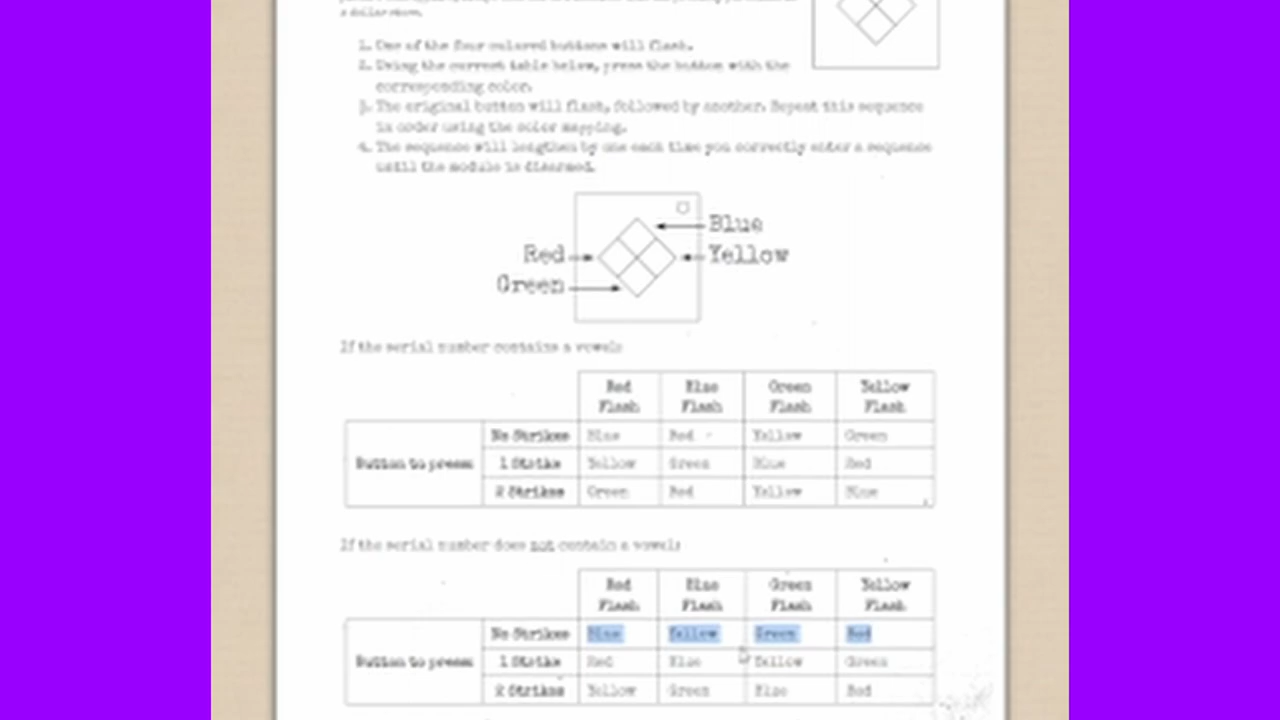 a dollar store.
1. One of the four colored buttons will flash.
2. Using the correct table below, press the button with the
corresponding color.
3. The original button will flash, followed by another. Repeat this sequence
in order using the color mapping.
4. The sequence will lengthen by one each time you correctly enter a sequence
until the module is disarmed.
Blue
Red Yellow
Green
If the serial number contains a vowel:
Red Blue Green Yellow
Flash Flash Flash Flash
No Strikes Blue Red Yellow Green
Button to press: 1 Strike Yellow Green Blue Red
2 Strikes Green Red Yellow Blue
If the serial number does not contain a vowel:
Red Blue Green Yellow
Flash Flash Flash Flash
No Strikes Blue Yellow Green Red
Button to press: 1 Strike Red Blue Yellow Green
2 Strikes Yellow Green Blue Red